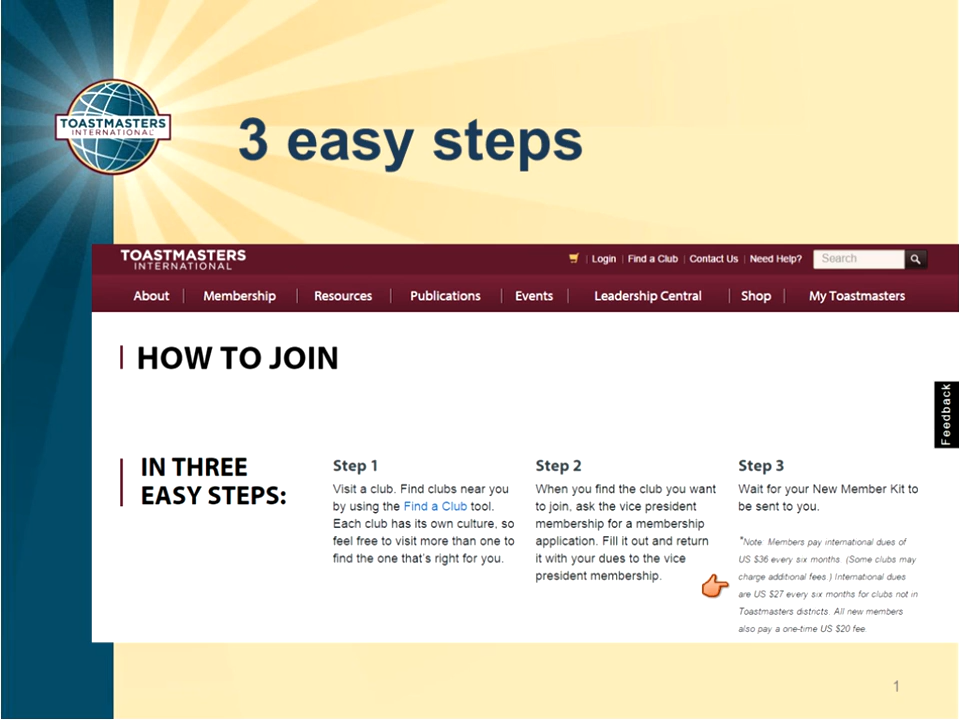 TOASTMASTERS
INTERNATIONAL
3 easy steps
TOASTMASTERS
INTERNATIONAL
Login | Find a Club | Contact Us | Need Help?
Search
About | Membership | Resources | Publications | Events | Leadership Central | Shop | My Toastmasters
HOW TO JOIN
Feedback
IN THREE
EASY STEPS:
Step 1
Visit a club. Find clubs near you
by using the Find a Club tool.
Each club has its own culture, so
feel free to visit more than one to
find the one that's right for you.
Step 2
When you find the club you want
to join, ask the vice president
membership for a membership
application. Fill it out and return
it with your dues to the vice
president membership.
Step 3
Wait for your New Member Kit to
be sent to you.
*Note: Members pay international dues of
US $36 every six months. (Some clubs may
charge additional fees.) International dues
are US $27 every six months for clubs not in
Toastmasters districts. All new members
also pay a one-time US $20 fee.
1